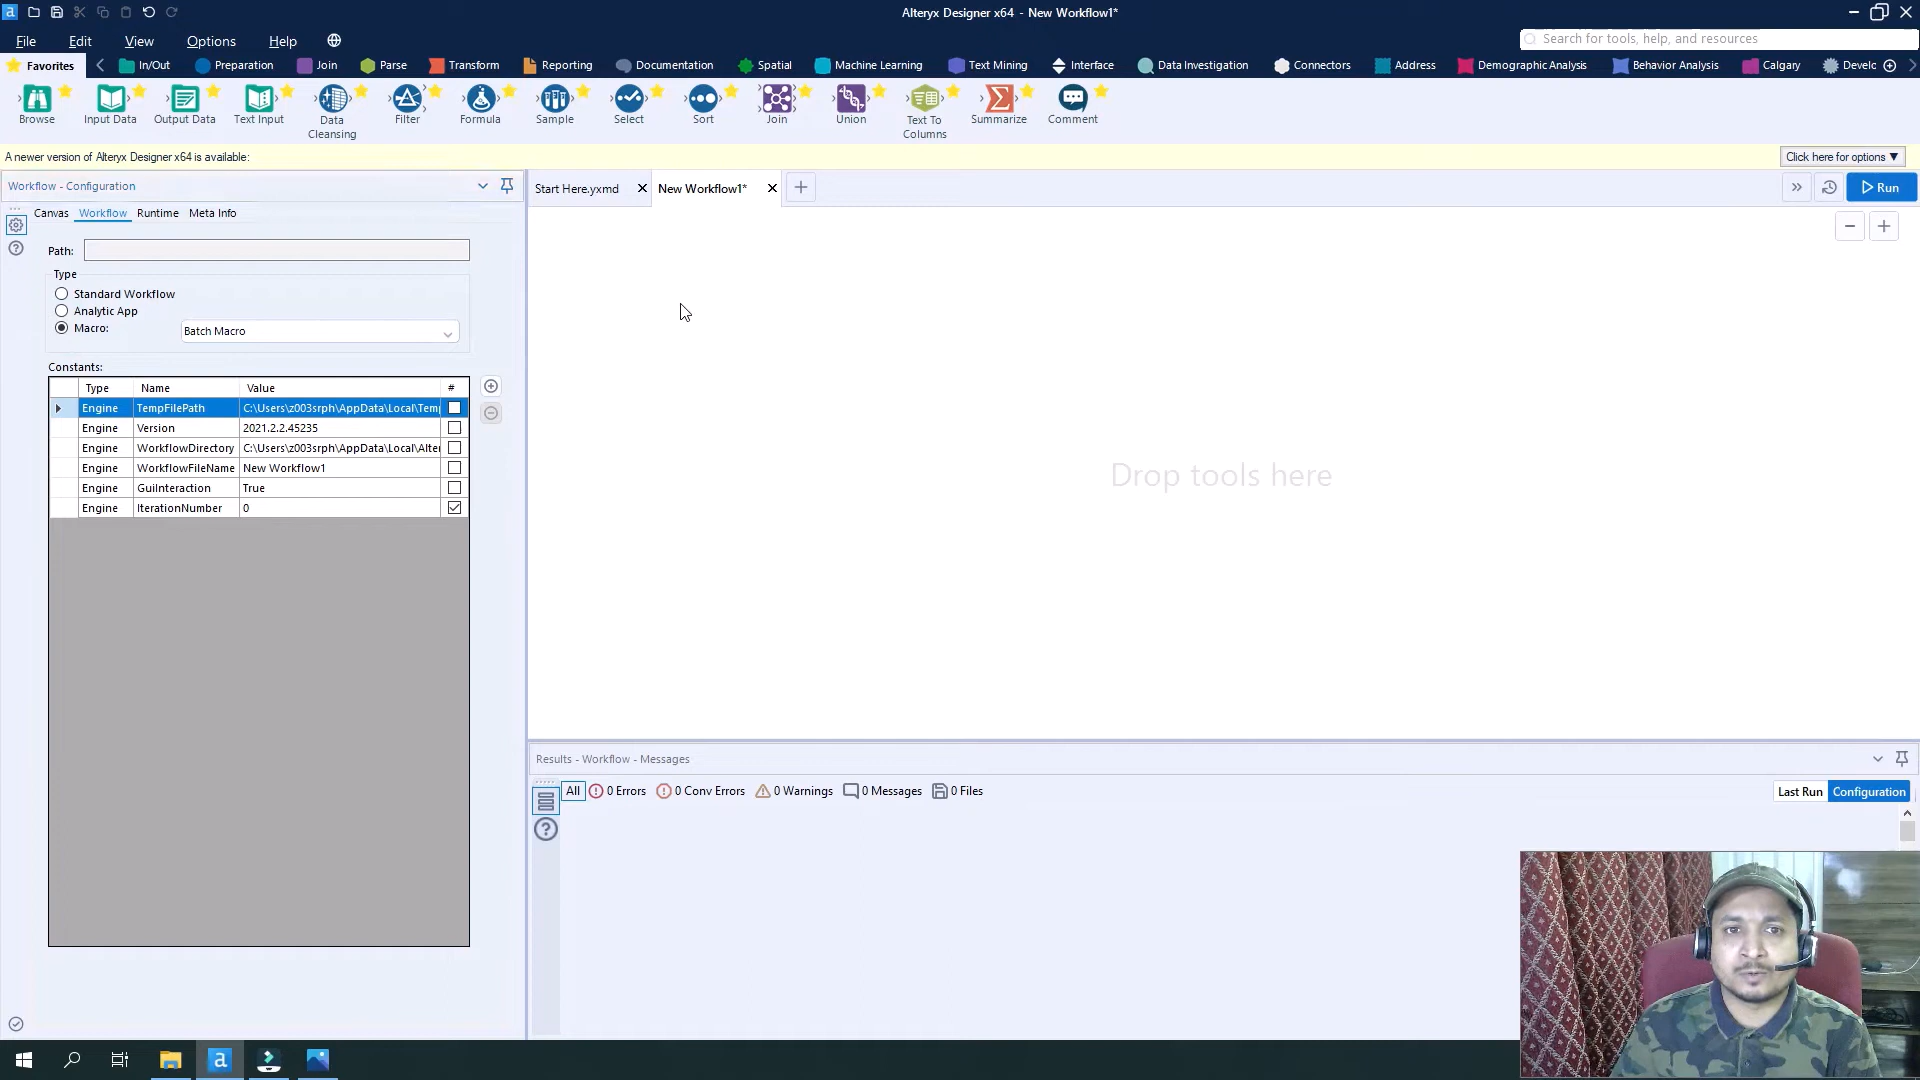 Alteryx Designer x64 - New Workflow1*
File Edit View Options Help
Search for tools, help, and resources
Favorites In/Out Preparation Join Parse Transform Reporting Documentation Spatial Machine Learning Text Mining Interface Data Investigation Connectors Address Demographic Analysis Behavior Analysis Calgary Develo
Browse Input Data Output Data Text Input Data Cleansing Filter Formula Sample Select Sort Join Union Text To Columns Summarize Comment
A newer version of Alteryx Designer x64 is available:
Click here for options ▼
Workflow - Configuration
Start Here.yxmd New Workflow1*
Run
Canvas Workflow Runtime Meta Info
Path:
Type
Standard Workflow
Analytic App
Macro: Batch Macro
Constants:
Type Name Value #
Engine TempFilePath C:\Users\z003srph\AppData\Local\Tem
Engine Version 2021.2.2.45235
Engine WorkflowDirectory C:\Users\z003srph\AppData\Local\Alte
Engine WorkflowFileName New Workflow1
Engine GuiInteraction True
Engine IterationNumber 0
Drop tools here
Results - Workflow - Messages
All 0 Errors 0 Conv Errors 0 Warnings 0 Messages 0 Files
Last Run Configuration